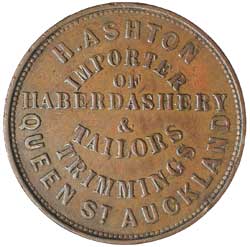 H. ASHTON
IMPORTER
OF
HABERDASHERY
&
TAILORS
TRIMMINGS
QUEEN ST AUCKLAND